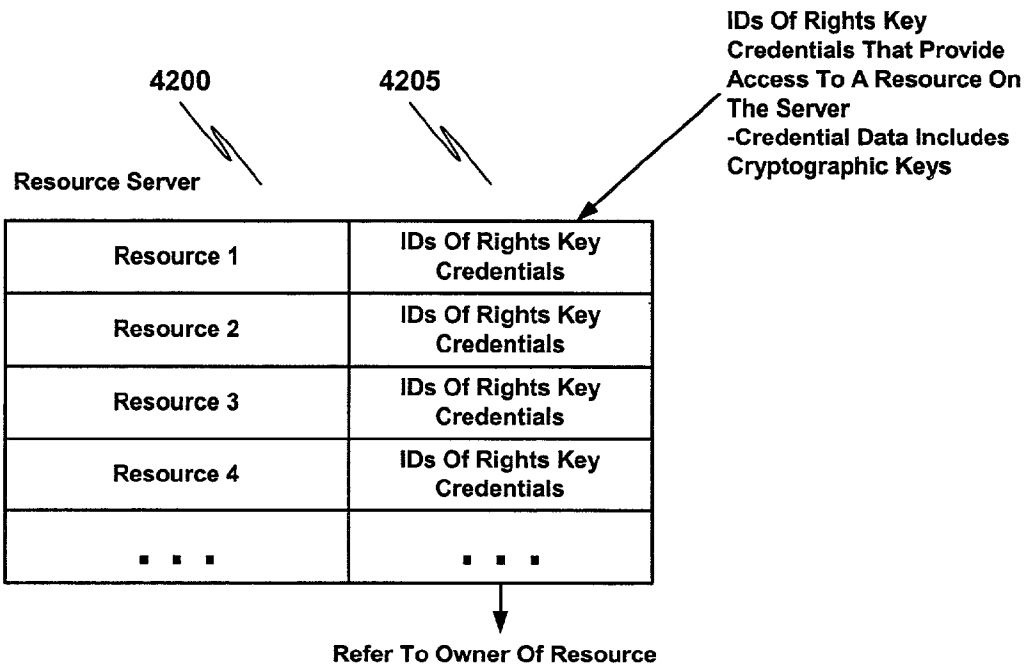 IDs Of Rights Key
Credentials That Provide
Access To A Resource On
The Server
-Credential Data Includes
Cryptographic Keys
4200
4205
Resource Server
Resource 1
IDs Of Rights Key
Credentials
Resource 2
IDs Of Rights Key
Credentials
Resource 3
IDs Of Rights Key
Credentials
Resource 4
IDs Of Rights Key
Credentials
. . .
. . .
Refer To Owner Of Resource